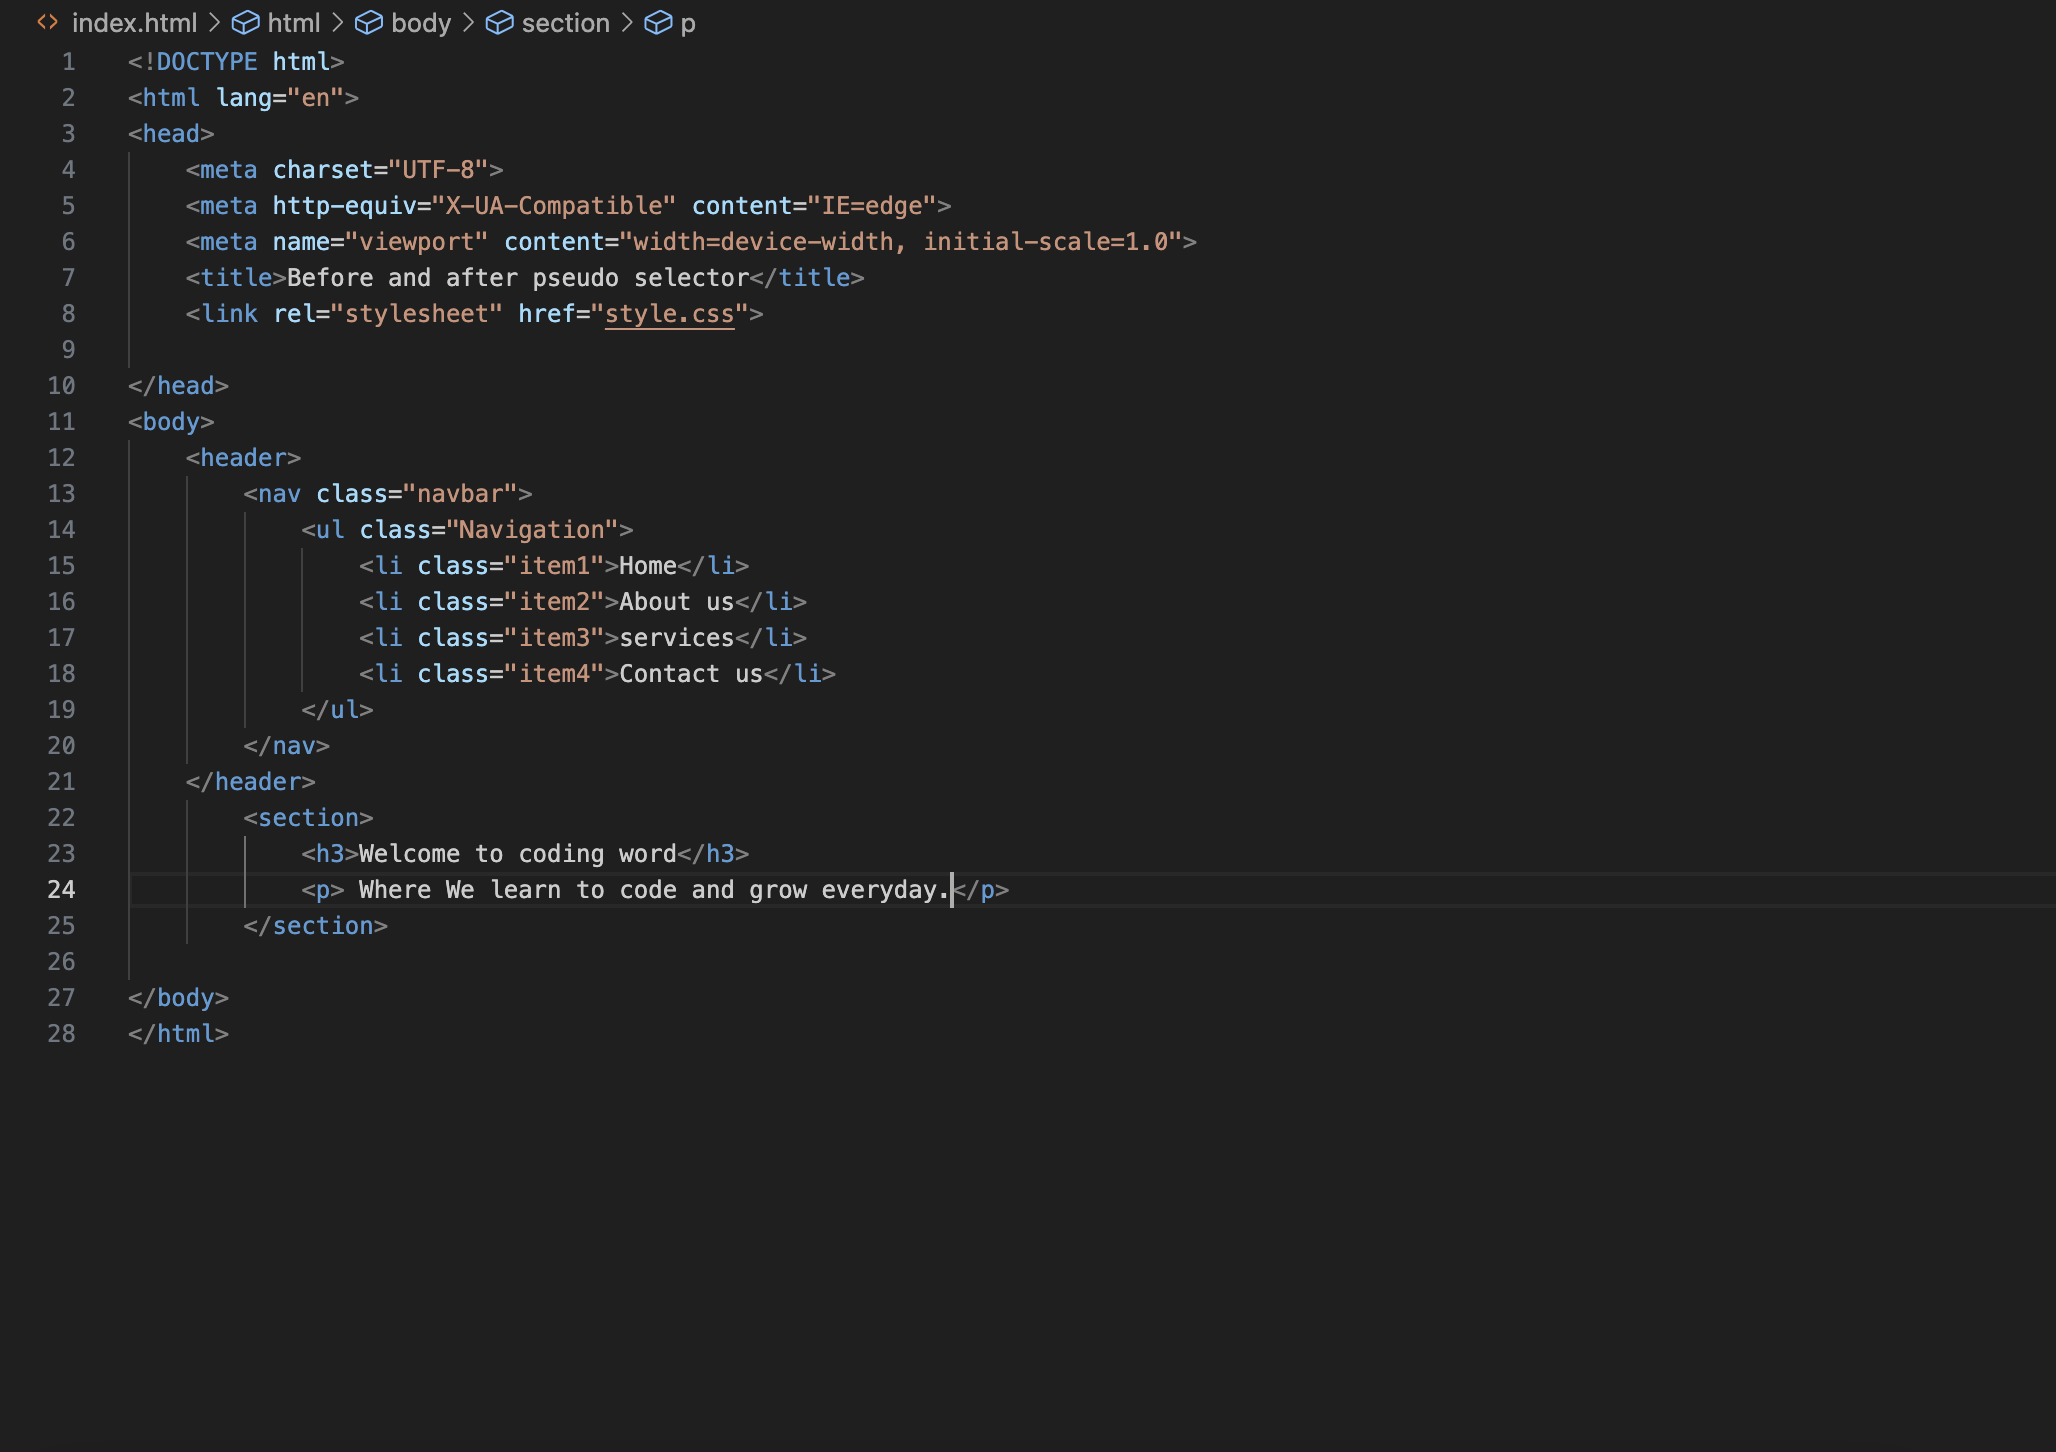 <> index.html > html > body > section > p
1 <!DOCTYPE html>
2 <html lang="en">
3 <head>
4     <meta charset="UTF-8">
5     <meta http-equiv="X-UA-Compatible" content="IE=edge">
6     <meta name="viewport" content="width=device-width, initial-scale=1.0">
7     <title>Before and after pseudo selector</title>
8     <link rel="stylesheet" href="style.css">
9
10 </head>
11 <body>
12     <header>
13         <nav class="navbar">
14             <ul class="Navigation">
15                 <li class="item1">Home</li>
16                 <li class="item2">About us</li>
17                 <li class="item3">services</li>
18                 <li class="item4">Contact us</li>
19             </ul>
20         </nav>
21     </header>
22         <section>
23             <h3>Welcome to coding word</h3>
24             <p> Where We learn to code and grow everyday.</p>
25         </section>
26
27 </body>
28 </html>